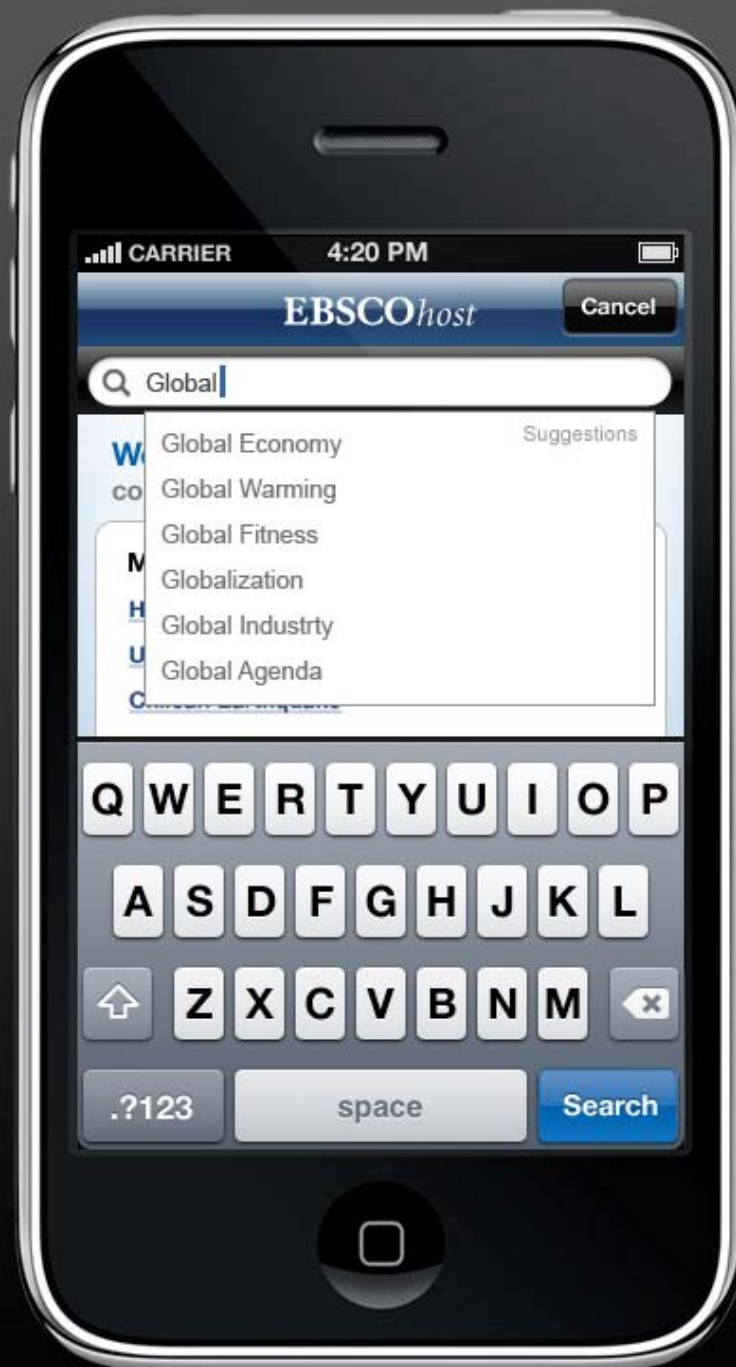 CARRIER 4:20 PM
EBSCOhost Cancel
Global
Suggestions
Global Economy
Global Warming
Global Fitness
Globalization
Global Industrty
Global Agenda
Q W E R T Y U I O P
A S D F G H J K L
Z X C V B N M
.?123 space Search